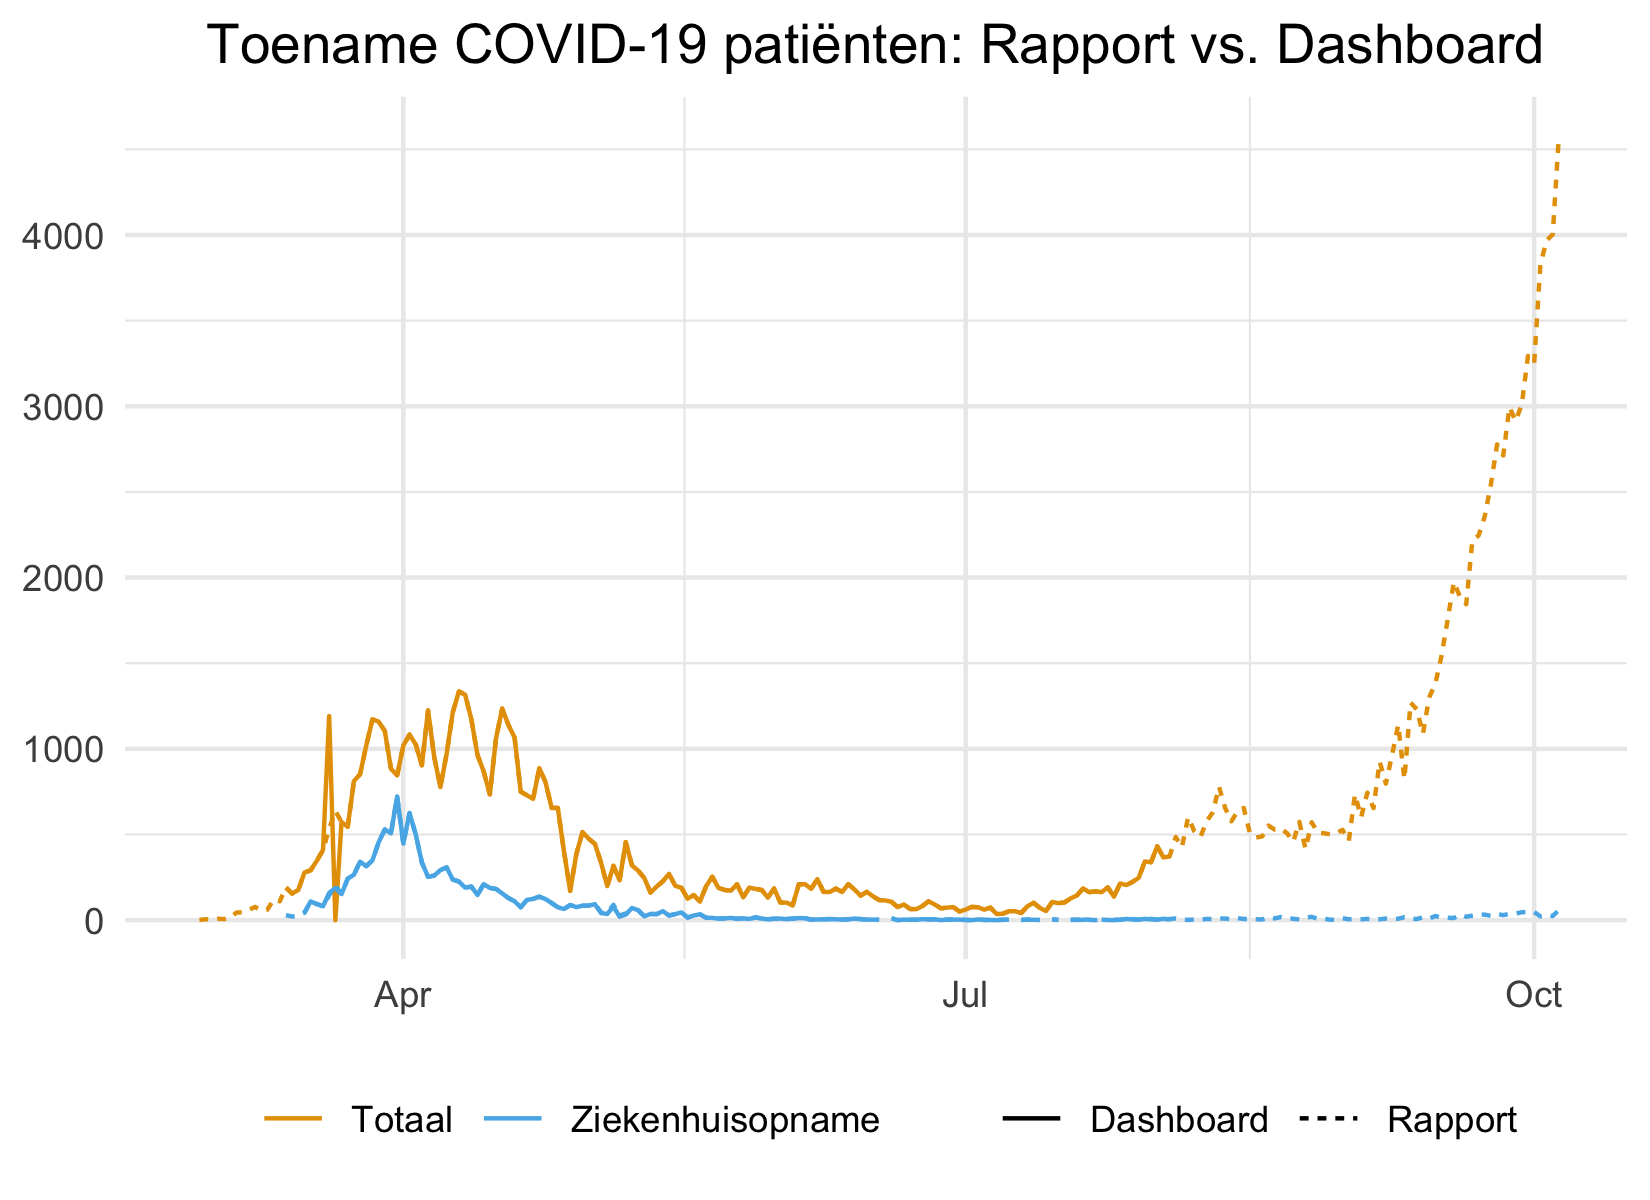 Toename COVID-19 patiënten: Rapport vs. Dashboard
4000
3000
2000
1000
0
Apr Jul Oct
Totaal Ziekenhuisopname Dashboard Rapport